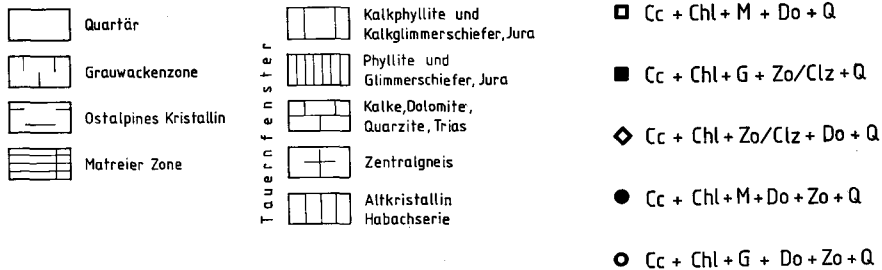 Quartär
Grauwackenzone
Ostalpines Kristallin
Matreier Zone
Tauernfenster
Kalkphyllite und
Kalkglimmerschiefer, Jura
Phyllite und
Glimmerschiefer, Jura
Kalke, Dolomite,
Quarzite, Trias
Zentralgneis
Altkristallin
Habachserie
Cc + Chl + M + Do + Q
Cc + Chl + G + Zo/Clz + Q
Cc + Chl + Zo/Clz + Do + Q
Cc + Chl + M + Do + Zo + Q
Cc + Chl + G + Do + Zo + Q